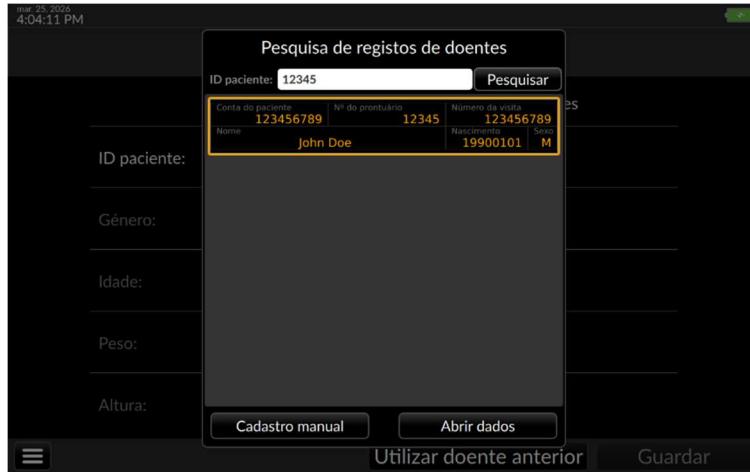 mar. 25, 2026
4:04:11 PM
Pesquisa de registos de doentes
ID paciente: 12345 Pesquisar
Conta do paciente Nº do prontuário Número da visita
123456789 12345 123456789
Nome Nascimento Sexo
John Doe 19900101 M
es
ID paciente:
Género:
Idade:
Peso:
Altura:
Cadastro manual Abrir dados
Utilizar doente anterior Guardar